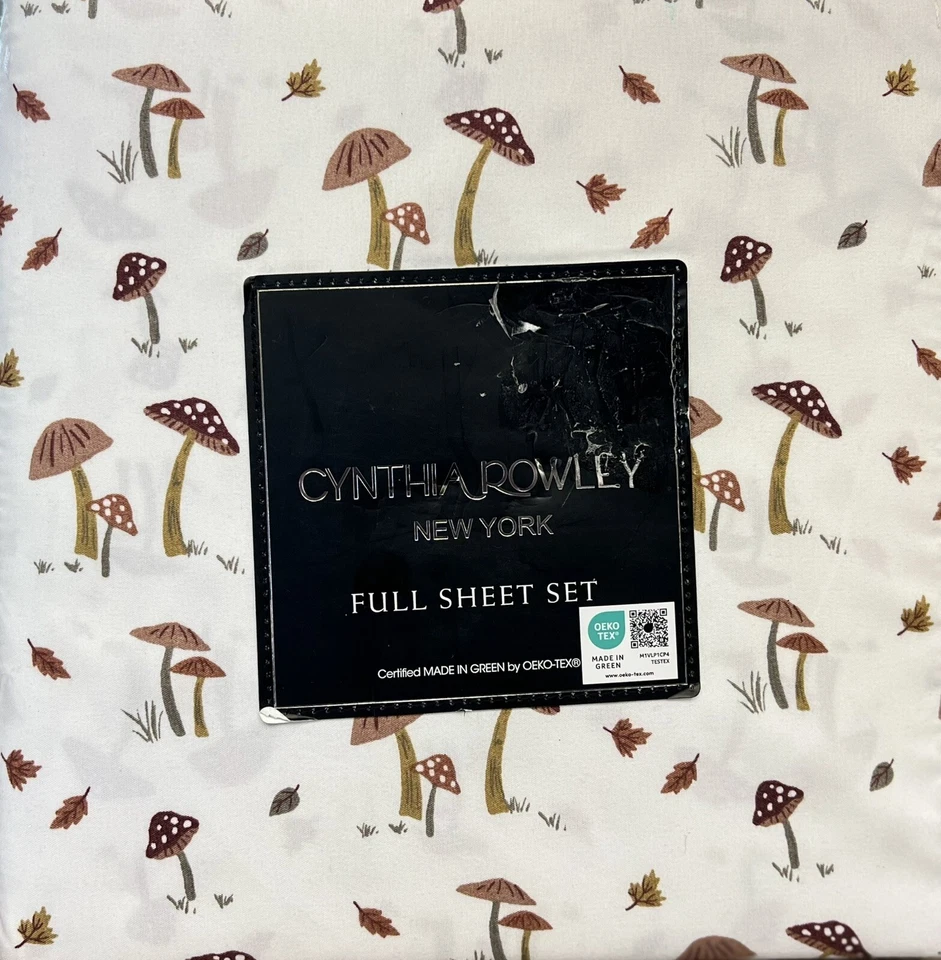 CYNTHIA ROWLEY
NEW YORK
FULL SHEET SET
Certified MADE IN GREEN by OEKO-TEX®
OEKO
TEX®
MADE IN
GREEN
M1VLP1CP4
TESTEX
www.oeko-tex.com